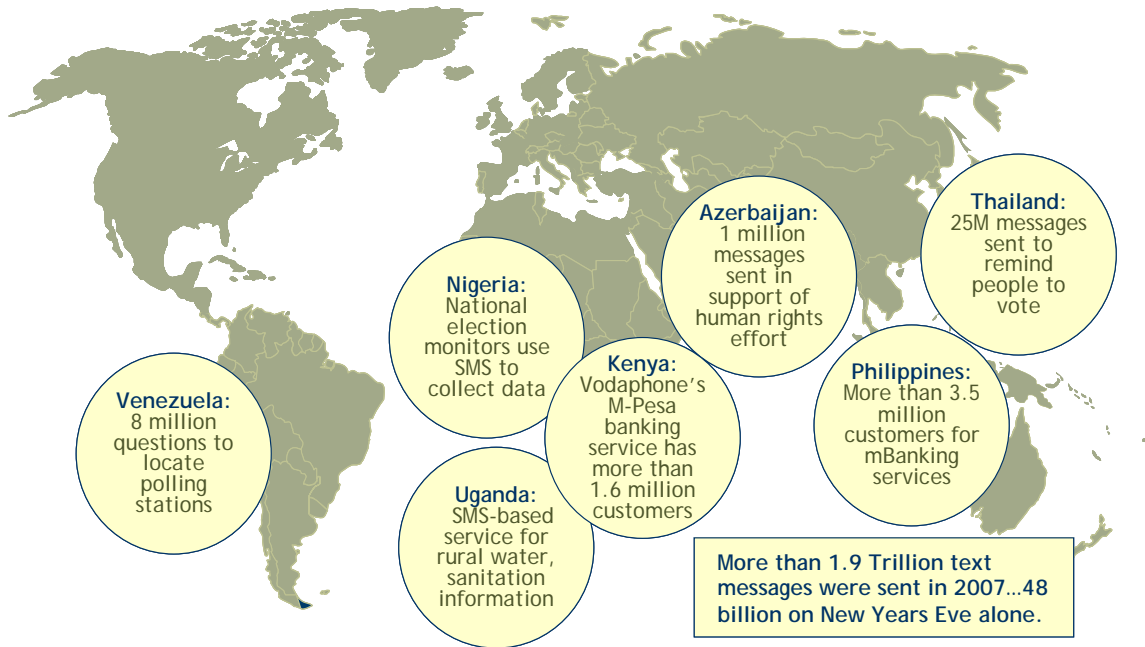 Azerbaijan:
1 million
messages
sent in
support of
human rights
effort
Thailand:
25M messages
sent to
remind
people to
vote
Nigeria:
National
election
monitors use
SMS to
collect data
Kenya:
Vodaphone's
M-Pesa
banking
service has
more than
1.6 million
customers
Philippines:
More than 3.5
million
customers for
mBanking
services
Venezuela:
8 million
questions to
locate
polling
stations
Uganda:
SMS-based
service for
rural water,
sanitation
information
More than 1.9 Trillion text
messages were sent in 2007...48
billion on New Years Eve alone.